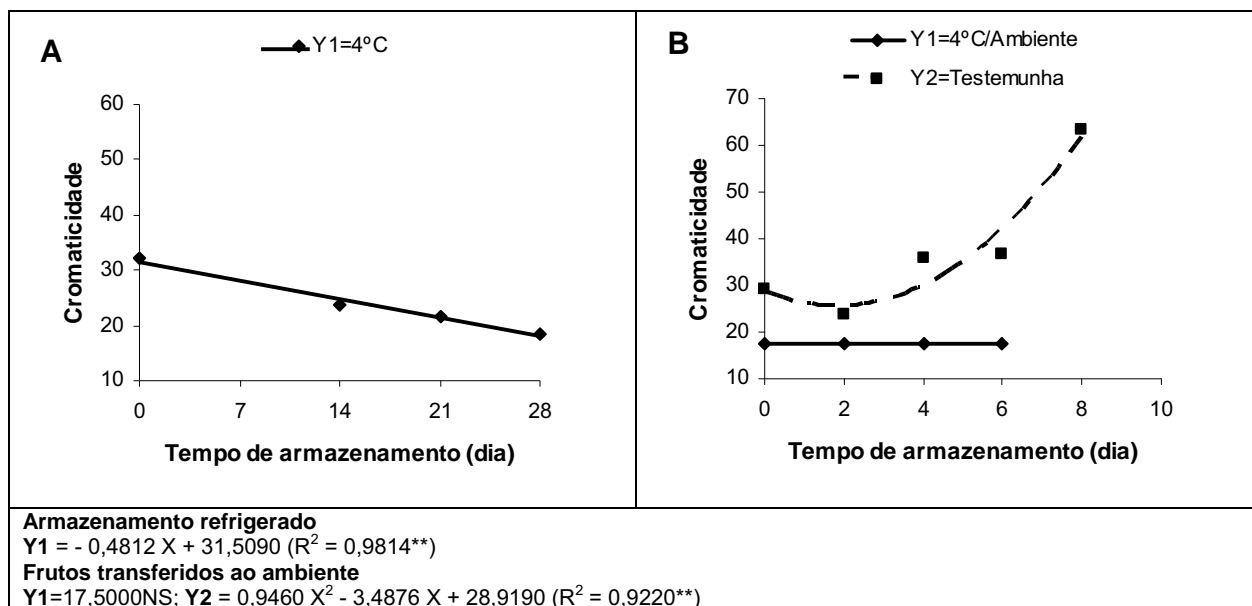 A
Y1=4ºC
Cromaticidade
60
50
40
30
20
10
0 7 14 21 28
Tempo de armazenamento (dia)
B
Y1=4ºC/Ambiente
Y2=Testemunha
Cromaticidade
70
60
50
40
30
20
10
0 2 4 6 8 10
Tempo de armazenamento (dia)
Armazenamento refrigerado
Y1 = - 0,4812 X + 31,5090 (R² = 0,9814**)
Frutos transferidos ao ambiente
Y1=17,5000NS; Y2 = 0,9460 X² - 3,4876 X + 28,9190 (R² = 0,9220**)